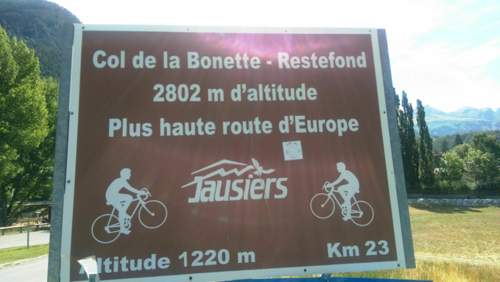 Col de la Bonette - Restefond
2802 m d'altitude
Plus haute route d'Europe
Jausiers
Altitude 1220 m
Km 23